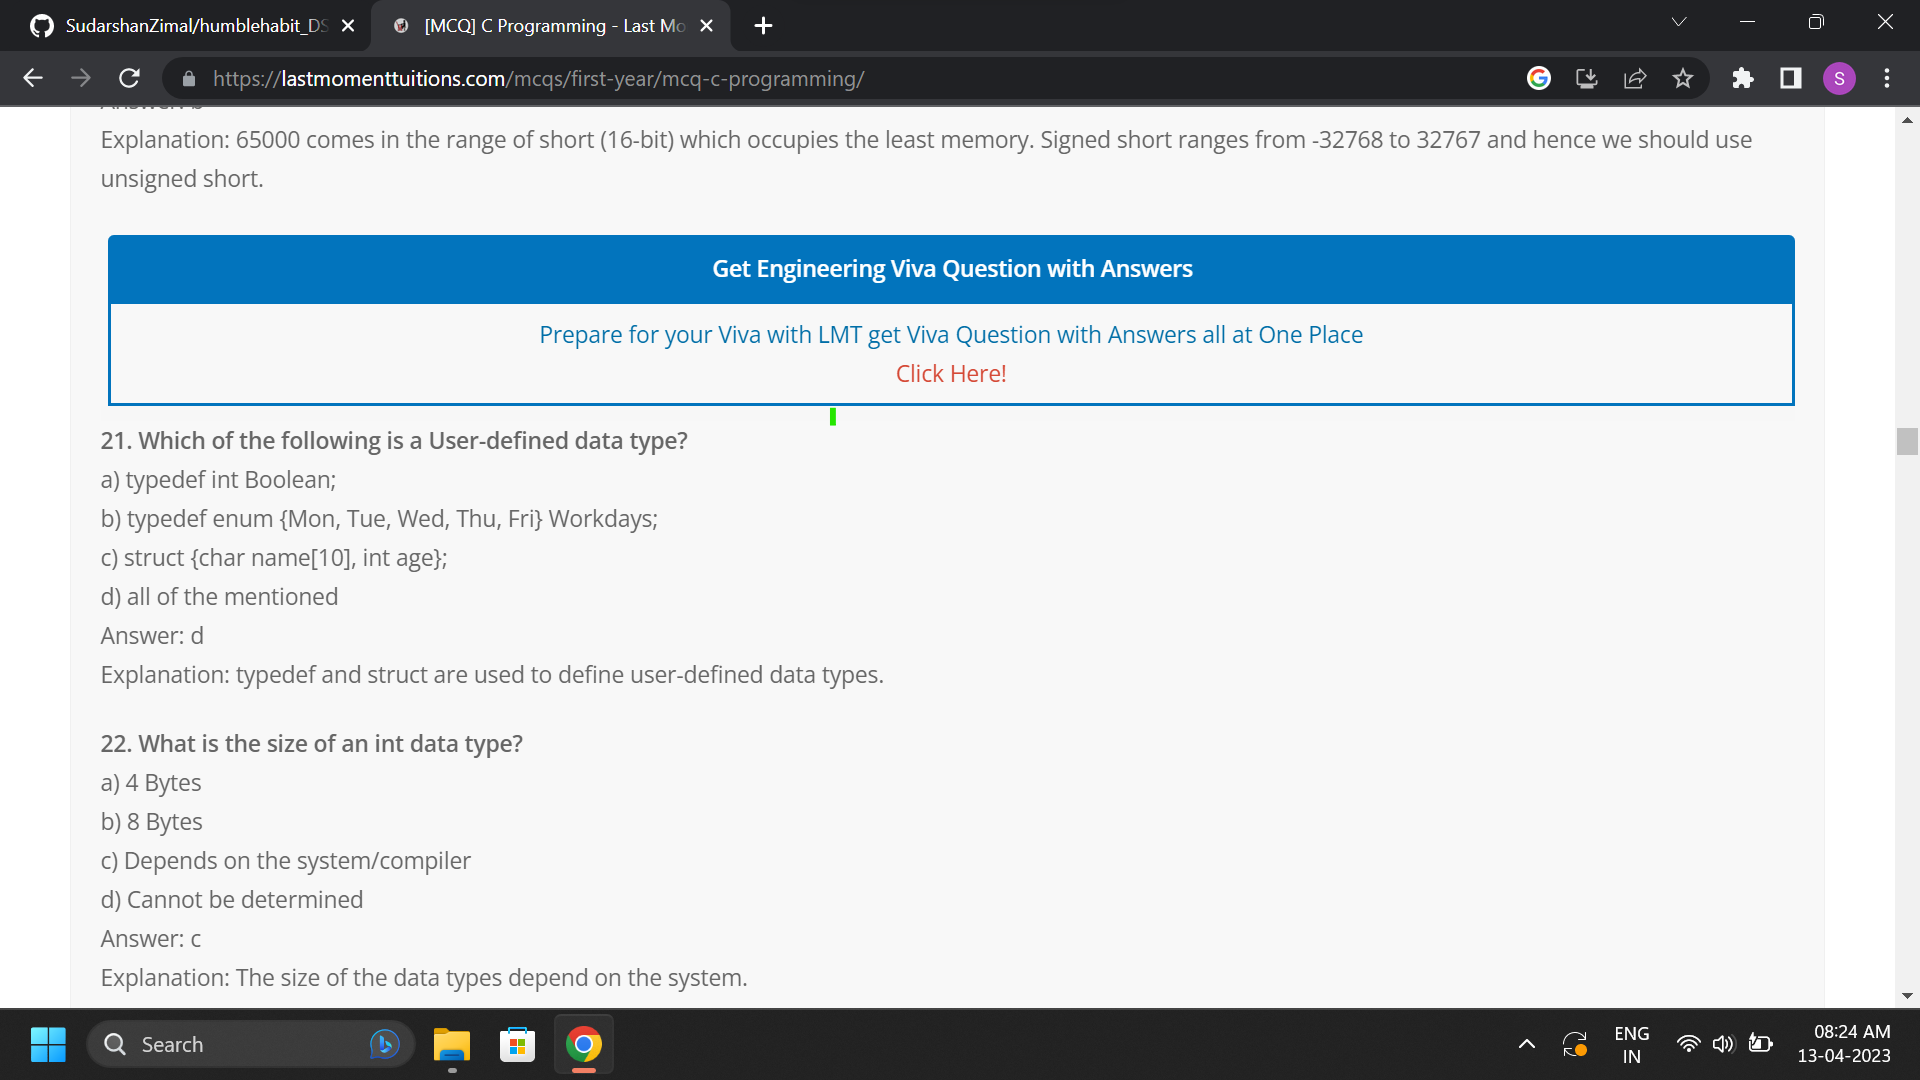 SudarshanZimal/humblehabit_DS
[MCQ] C Programming - Last Mo
https://lastmomenttuitions.com/mcqs/first-year/mcq-c-programming/
S
Explanation: 65000 comes in the range of short (16-bit) which occupies the least memory. Signed short ranges from -32768 to 32767 and hence we should use
unsigned short.
Get Engineering Viva Question with Answers
Prepare for your Viva with LMT get Viva Question with Answers all at One Place
Click Here!
21. Which of the following is a User-defined data type?
a) typedef int Boolean;
b) typedef enum {Mon, Tue, Wed, Thu, Fri} Workdays;
c) struct {char name[10], int age};
d) all of the mentioned
Answer: d
Explanation: typedef and struct are used to define user-defined data types.
22. What is the size of an int data type?
a) 4 Bytes
b) 8 Bytes
c) Depends on the system/compiler
d) Cannot be determined
Answer: c
Explanation: The size of the data types depend on the system.
Search
ENG
IN
08:24 AM
13-04-2023